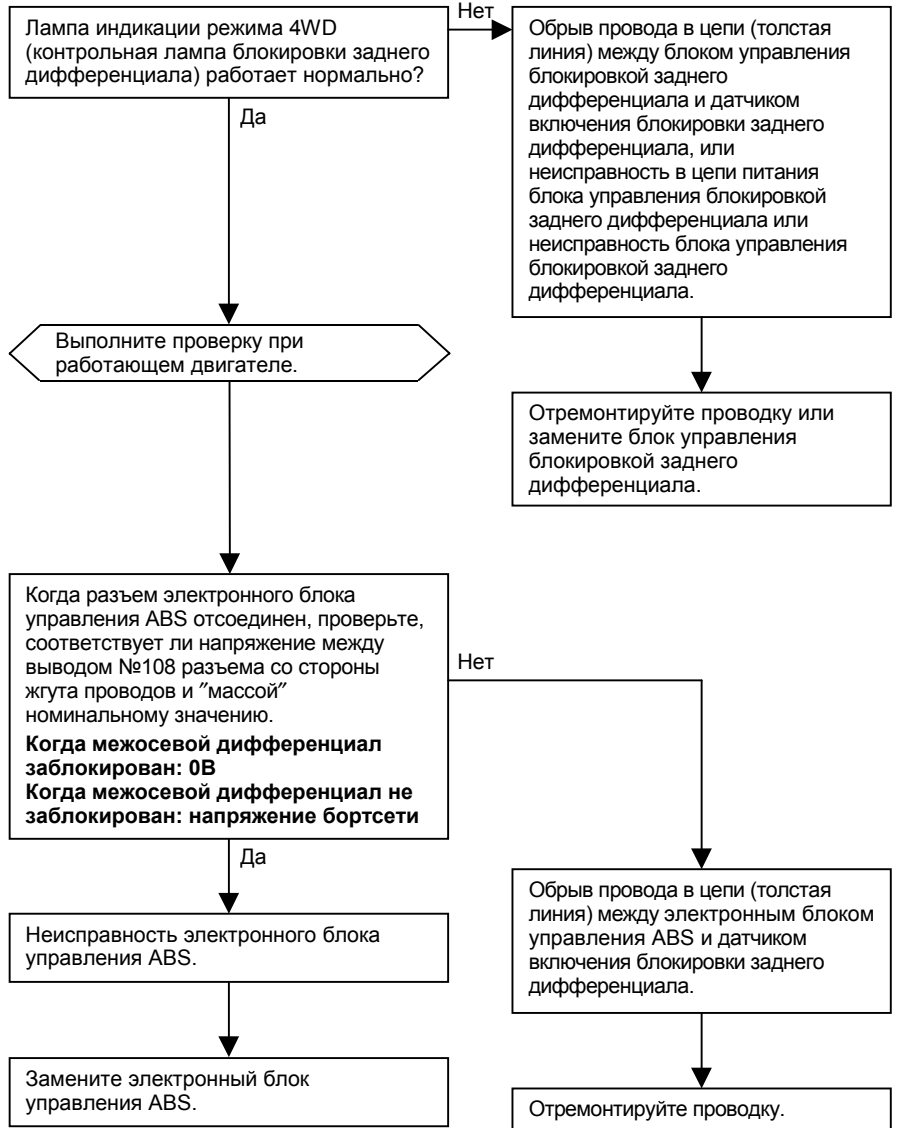 Лампа индикации режима 4WD
(контрольная лампа блокировки заднего
дифференциала) работает нормально?
Нет
Обрыв провода в цепи (толстая
линия) между блоком управления
блокировкой заднего
дифференциала и датчиком
включения блокировки заднего
дифференциала, или
неисправность в цепи питания
блока управления блокировкой
заднего дифференциала или
неисправность блока управления
блокировкой заднего
дифференциала.
Да
Выполните проверку при
работающем двигателе.
Отремонтируйте проводку или
замените блок управления
блокировкой заднего
дифференциала.
Когда разъем электронного блока
управления ABS отсоединен, проверьте,
соответствует ли напряжение между
выводом №108 разъема со стороны
жгута проводов и ″массой″
номинальному значению.
Когда межосевой дифференциал
заблокирован: 0В
Когда межосевой дифференциал не
заблокирован: напряжение бортсети
Нет
Да
Обрыв провода в цепи (толстая
линия) между электронным блоком
управления ABS и датчиком
включения блокировки заднего
дифференциала.
Неисправность электронного блока
управления ABS.
Замените электронный блок
управления ABS.
Отремонтируйте проводку.